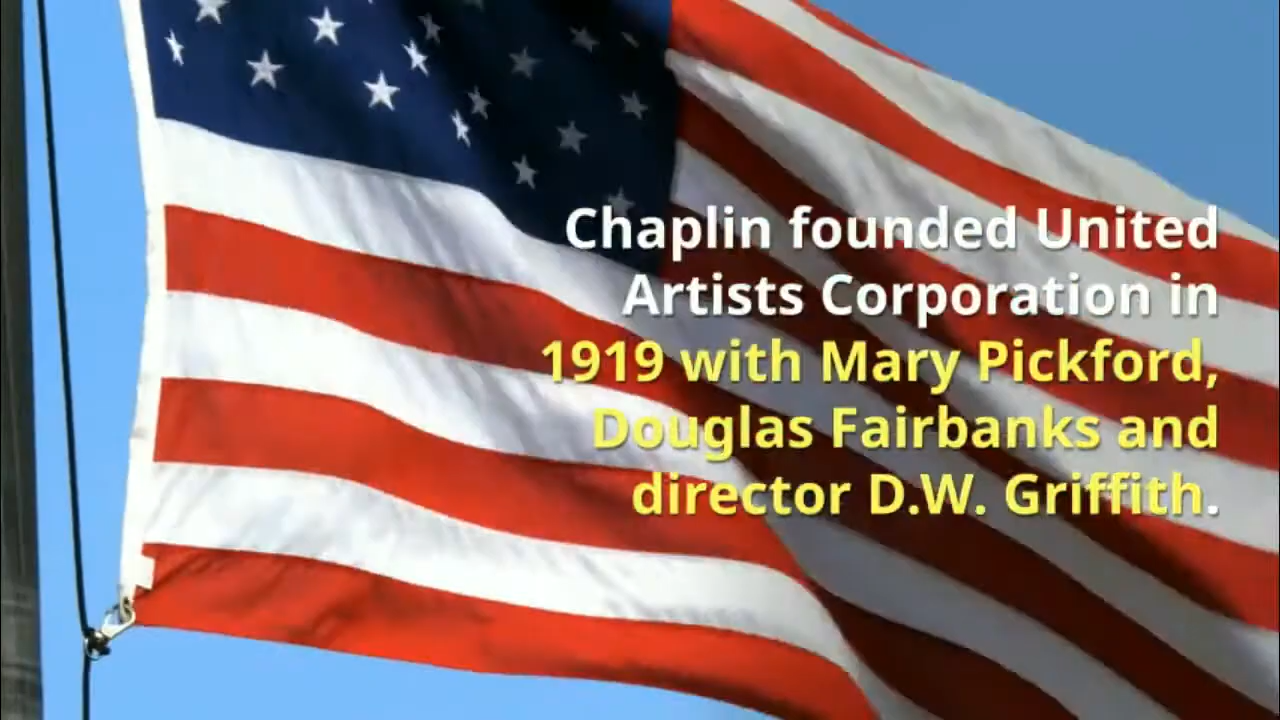 Chaplin founded United
Artists Corporation in
1919 with Mary Pickford,
Douglas Fairbanks and
director D.W. Griffith.